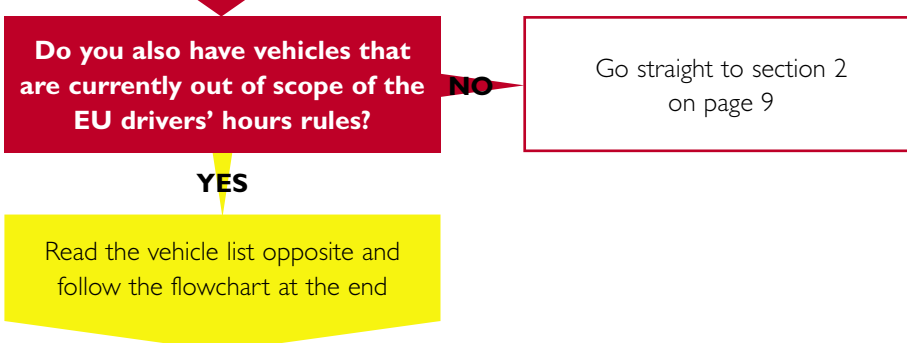 Do you also have vehicles that
are currently out of scope of the
EU drivers’ hours rules?
NO
Go straight to section 2
on page 9
YES
Read the vehicle list opposite and
follow the flowchart at the end